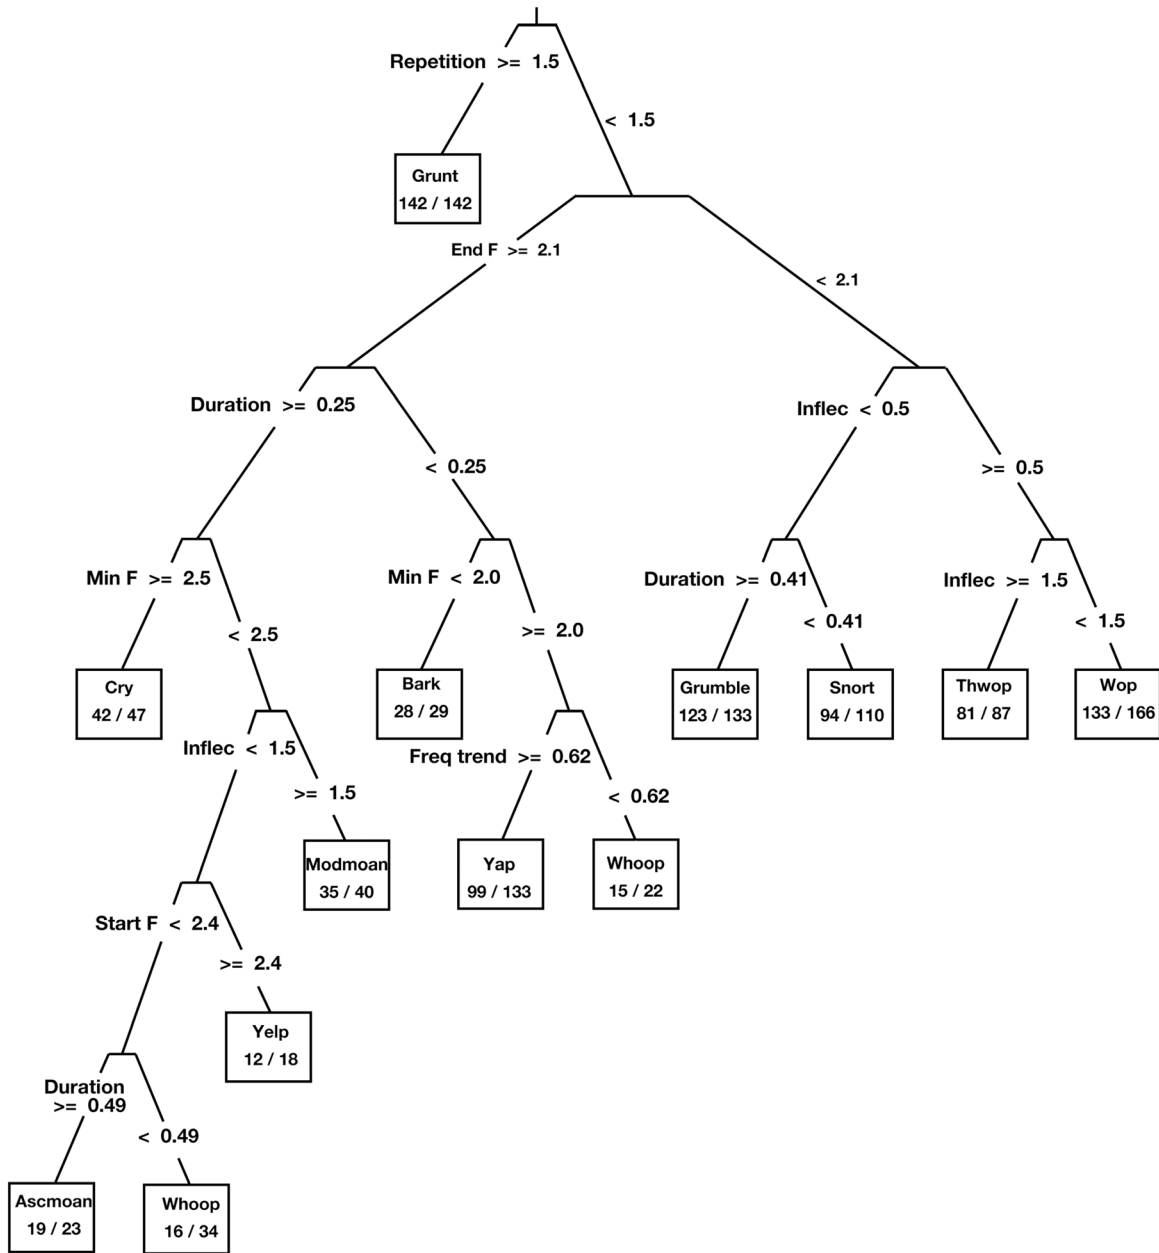 Repetition >= 1.5
< 1.5
Grunt
142 / 142
End F >= 2.1
< 2.1
Duration >= 0.25
< 0.25
Inflec < 0.5
>= 0.5
Min F >= 2.5
< 2.5
Min F < 2.0
>= 2.0
Duration >= 0.41
< 0.41
Inflec >= 1.5
< 1.5
Cry
42 / 47
Bark
28 / 29
Grumble
123 / 133
Snort
94 / 110
Thwop
81 / 87
Wop
133 / 166
Inflec < 1.5
>= 1.5
Freq trend >= 0.62
< 0.62
Modmoan
35 / 40
Yap
99 / 133
Whoop
15 / 22
Start F < 2.4
>= 2.4
Yelp
12 / 18
Duration
>= 0.49
< 0.49
Ascmoan
19 / 23
Whoop
16 / 34